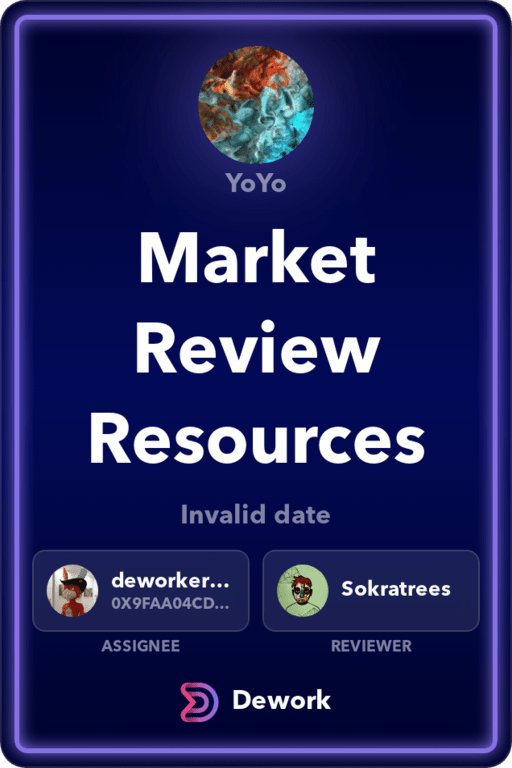 YoYo
Market
Review
Resources
Invalid date
deworker...
0X9FAA04CD...
Sokratrees
ASSIGNEE
REVIEWER
Dework